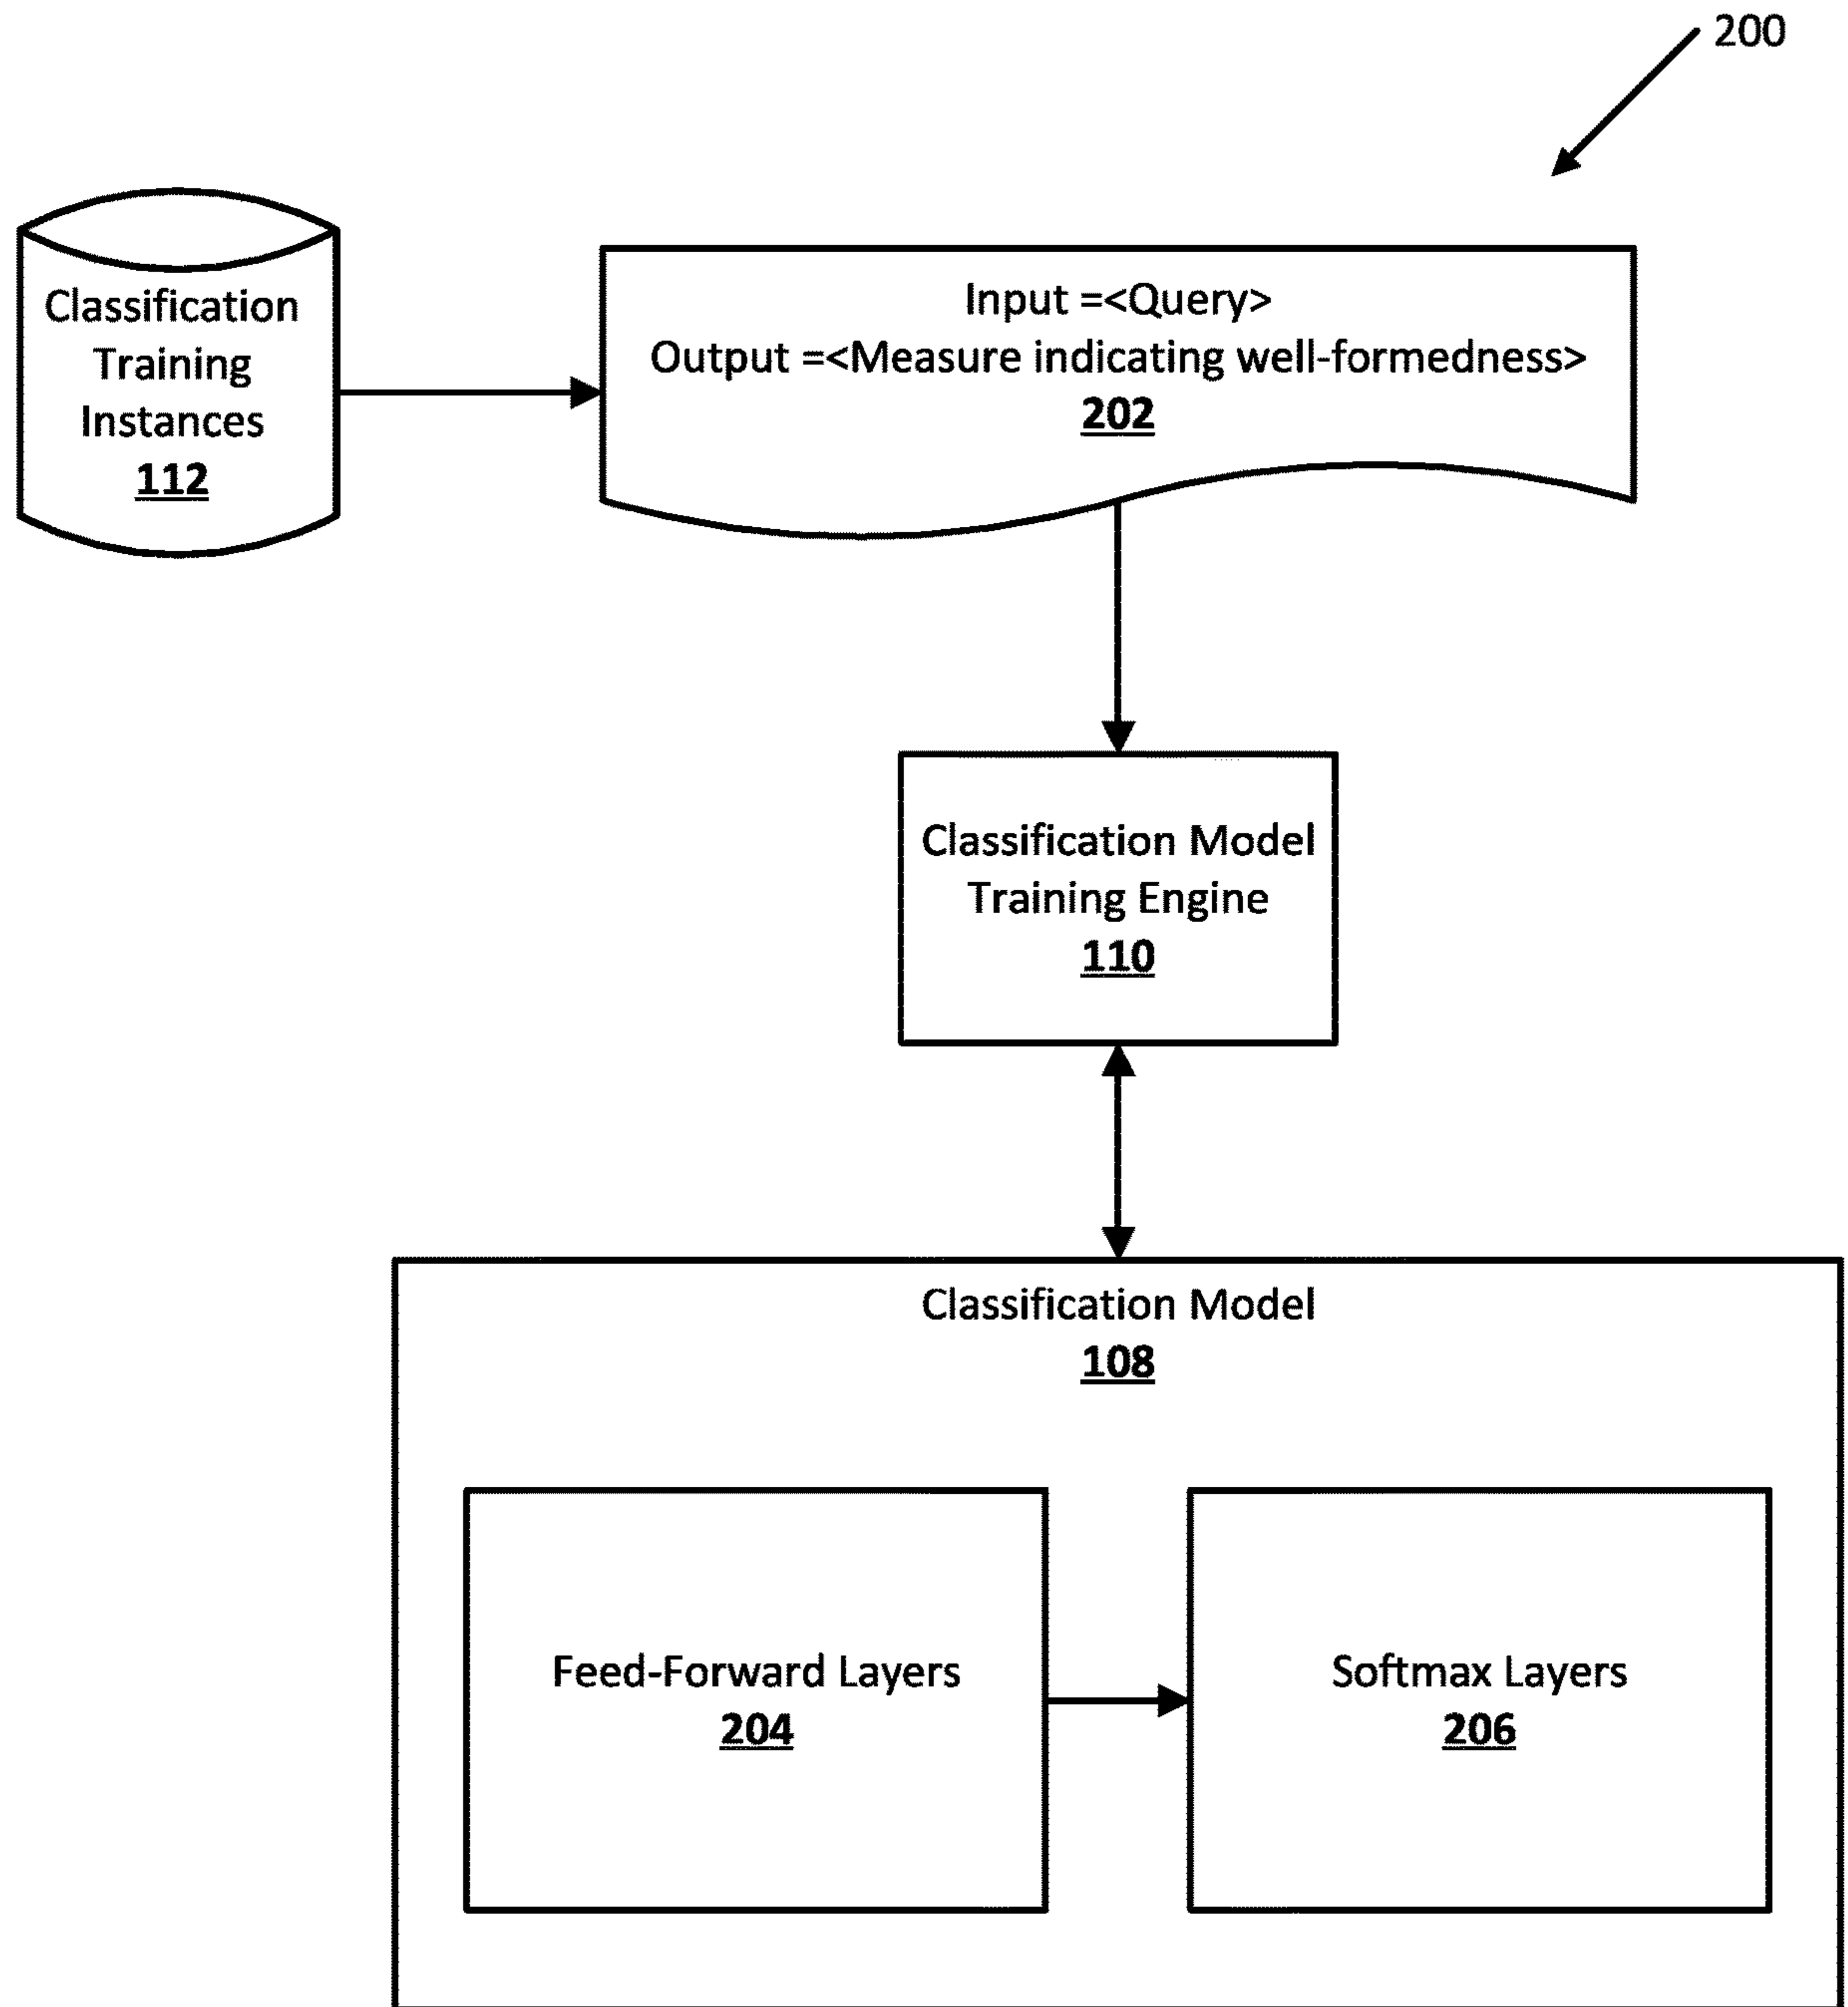 200
Classification
Training
Instances
112
Input =<Query>
Output =<Measure indicating well-formedness>
202
Classification Model
Training Engine
110
Classification Model
108
Feed-Forward Layers
204
Softmax Layers
206